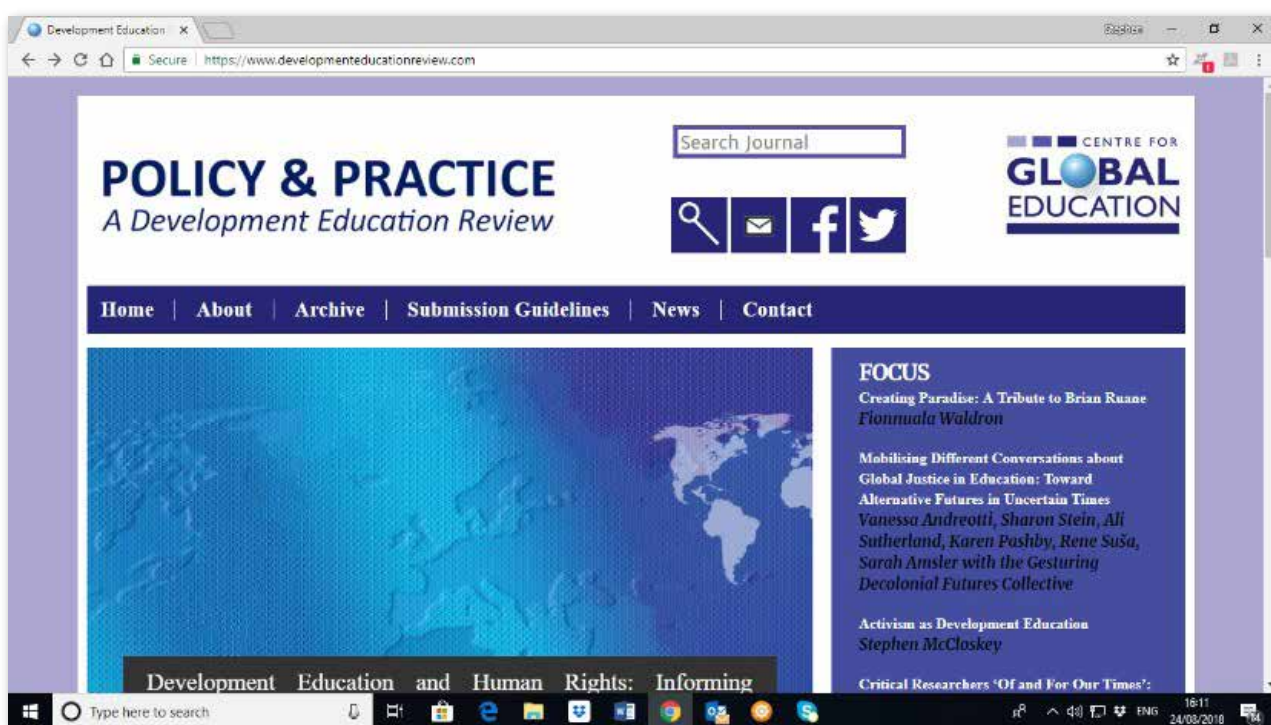 Development Education
Stephen
Secure | https://www.developmenteducationreview.com
POLICY & PRACTICE
A Development Education Review
Search Journal
CENTRE FOR
GLOBAL
EDUCATION
Home | About | Archive | Submission Guidelines | News | Contact
Development Education and Human Rights: Informing
FOCUS
Creating Paradise: A Tribute to Brian Ruane
Fionnuala Waldron
Mobilising Different Conversations about
Global Justice in Education: Toward
Alternative Futures in Uncertain Times
Vanessa Andreotti, Sharon Stein, Ali
Sutherland, Karen Pashby, Rene Suša,
Sarah Amsler with the Gesturing
Decolonial Futures Collective
Activism as Development Education
Stephen McCloskey
Critical Researchers ‘Of and For Our Times’:
Type here to search
ENG
16:11
24/08/2018